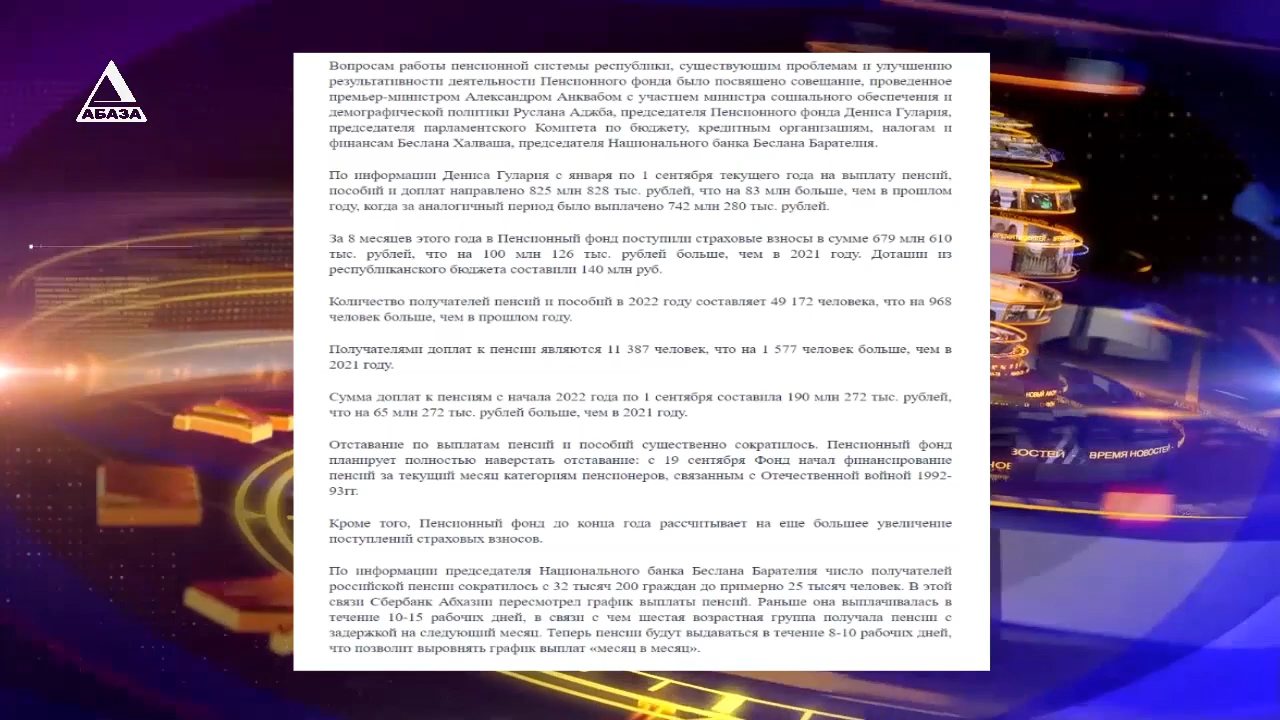 АБАЗА
Вопросам работы пенсионной системы республики, существующим проблемам и улучшению
результативности деятельности Пенсионного фонда было посвящено совещание, проведенное
премьер-министром Александром Анквабом с участием министра социального обеспечения и
демографической политики Руслана Аджба, председателя Пенсионного фонда Дениса Гулария,
председателя парламентского Комитета по бюджету, кредитным организациям, налогам и
финансам Беслана Халваша, председателя Национального банка Беслана Барателия.
По информации Дениса Гулария с января по 1 сентября текущего года на выплату пенсий,
пособий и доплат направлено 825 млн 828 тыс. рублей, что на 83 млн больше, чем в прошлом
году, когда за аналогичный период было выплачено 742 млн 280 тыс. рублей.
За 8 месяцев этого года в Пенсионный фонд поступили страховые взносы в сумме 679 млн 610
тыс. рублей, что на 100 млн 126 тыс. рублей больше, чем в 2021 году. Дотации из
республиканского бюджета составили 140 млн руб.
Количество получателей пенсий и пособий в 2022 году составляет 49 172 человека, что на 968
человек больше, чем в прошлом году.
Получателями доплат к пенсии являются 11 387 человек, что на 1 577 человек больше, чем в
2021 году.
Сумма доплат к пенсиям с начала 2022 года по 1 сентября составила 190 млн 272 тыс. рублей,
что на 65 млн 272 тыс. рублей больше, чем в 2021 году.
Отставание по выплатам пенсий и пособий существенно сократилось. Пенсионный фонд
планирует полностью наверстать отставание: с 19 сентября Фонд начал финансирование
пенсий за текущий месяц категориям пенсионеров, связанным с Отечественной войной 1992-
93гг.
Кроме того, Пенсионный фонд до конца года рассчитывает на еще большее увеличение
поступлений страховых взносов.
По информации председателя Национального банка Беслана Барателия число получателей
российской пенсии сократилось с 32 тысяч 200 граждан до примерно 25 тысяч человек. В этой
связи Сбербанк Абхазии пересмотрел график выплаты пенсий. Раньше она выплачивалась в
течение 10-15 рабочих дней, в связи с чем шестая возрастная группа получала пенсии с
задержкой на следующий месяц. Теперь пенсии будут выдаваться в течение 8-10 рабочих дней,
что позволит выровнять график выплат «месяц в месяц».
ВРЕМЯ НОВОСТЕЙ